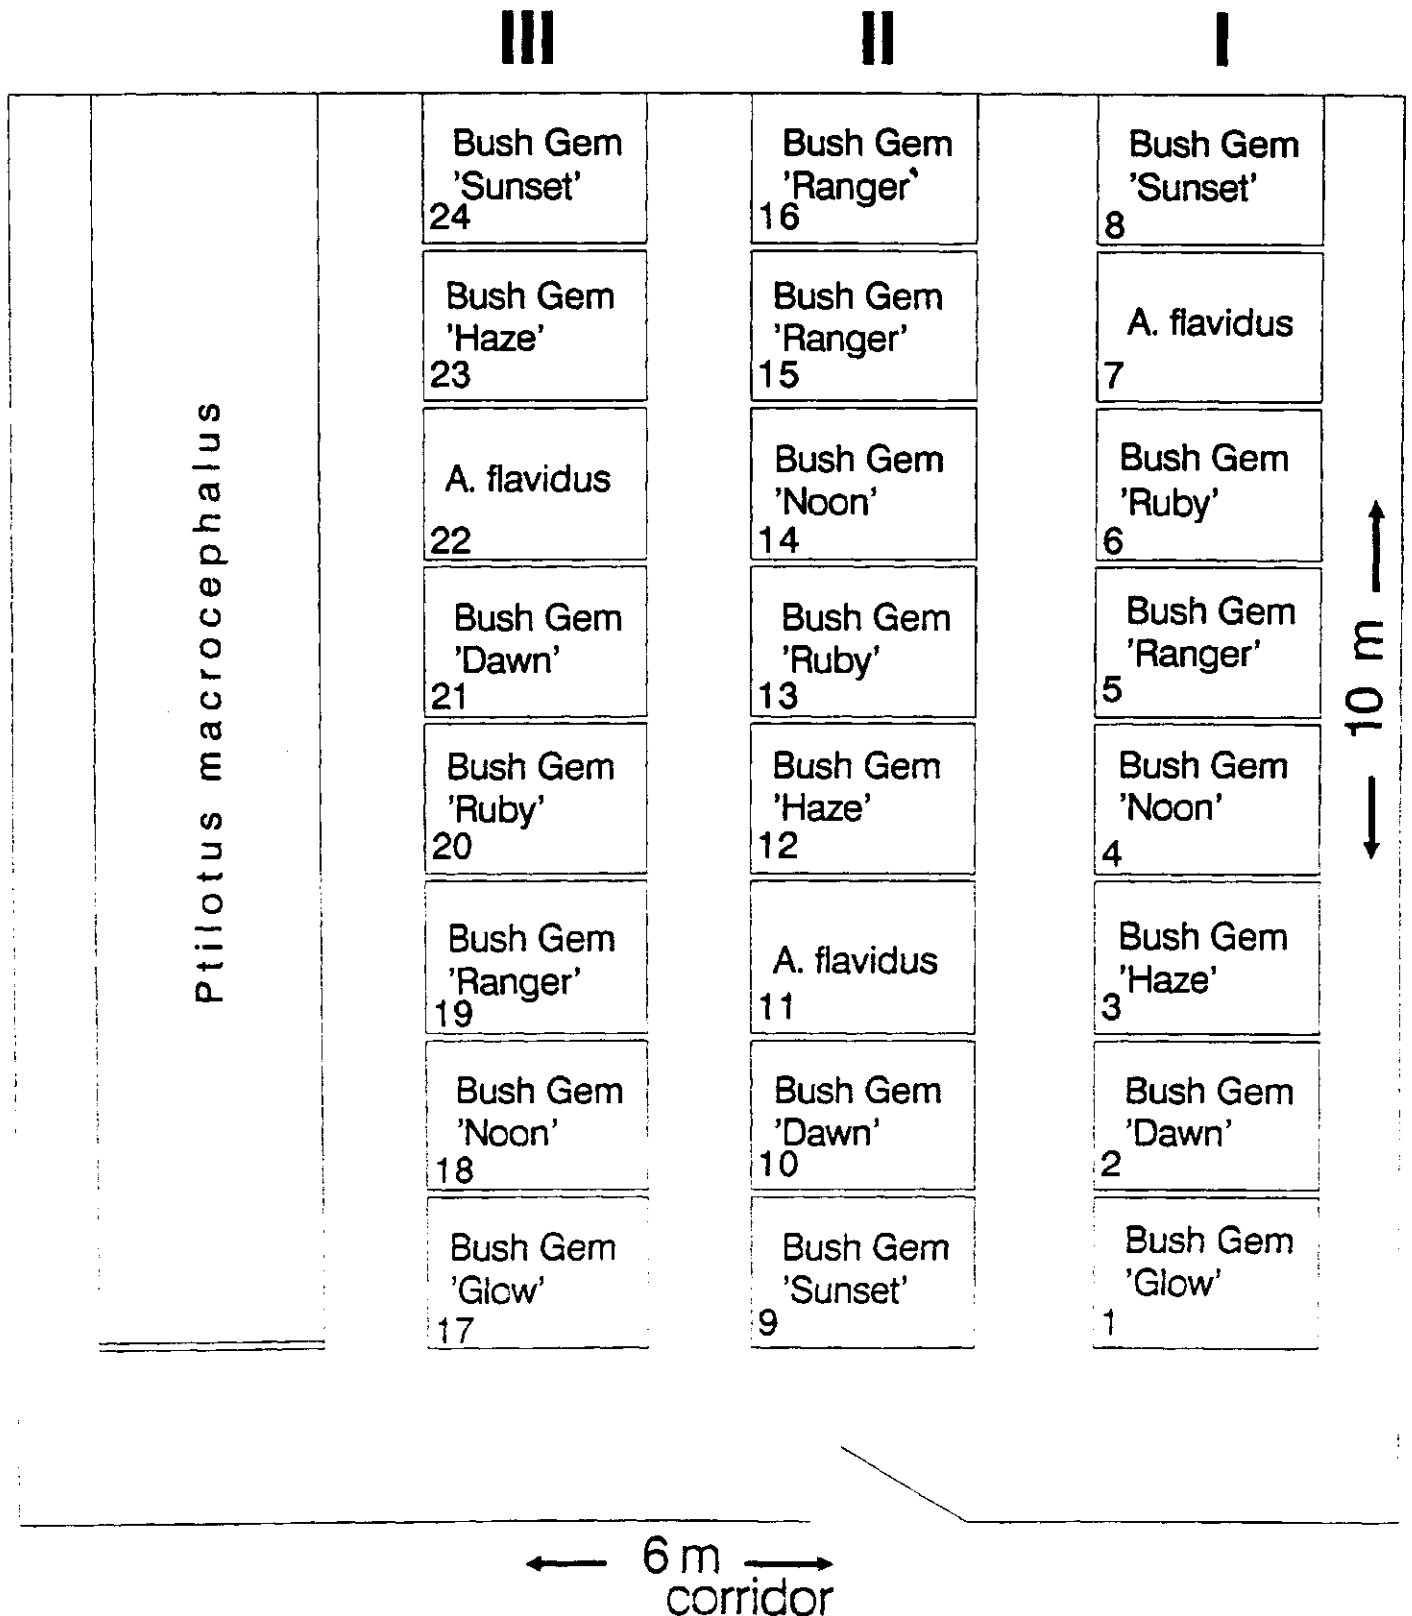 III
II
I
Ptilotus macrocephalus
Bush Gem
'Sunset'
24
Bush Gem
'Haze'
23
A. flavidus
22
Bush Gem
'Dawn'
21
Bush Gem
'Ruby'
20
Bush Gem
'Ranger'
19
Bush Gem
'Noon'
18
Bush Gem
'Glow'
17
Bush Gem
'Ranger'
16
Bush Gem
'Ranger'
15
Bush Gem
'Noon'
14
Bush Gem
'Ruby'
13
Bush Gem
'Haze'
12
A. flavidus
11
Bush Gem
'Dawn'
10
Bush Gem
'Sunset'
9
Bush Gem
'Sunset'
8
A. flavidus
7
Bush Gem
'Ruby'
6
Bush Gem
'Ranger'
5
Bush Gem
'Noon'
4
Bush Gem
'Haze'
3
Bush Gem
'Dawn'
2
Bush Gem
'Glow'
1
10 m
6 m
corridor